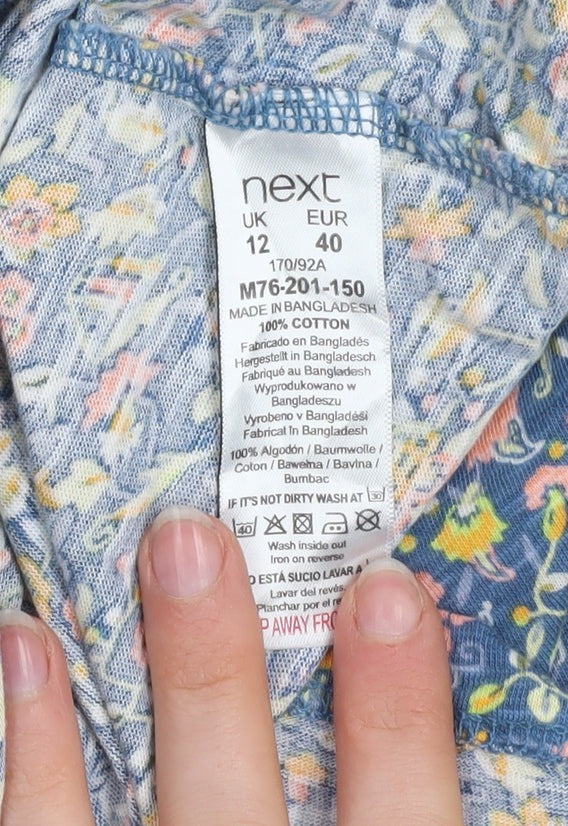 next
UK EUR
12 40
170/92A
M76-201-150
MADE IN BANGLADESH
100% COTTON
Fabricado en Bangladés
Hergestellt in Bangladesch
Fabriqué au Bangladesh
Wyprodukowano w
Bangladeszu
Vyrobeno v Bangladéši
Fabricat în Bangladesh
100% Algodón / Baumwolle /
Coton / Bawełna / Bavlna /
Bumbac
IF IT'S NOT DIRTY WASH AT 30
40
Wash inside out
Iron on reverse
ESTÁ SUCIO LAVAR A
Lavar del revés.
Planchar por el
AWAY